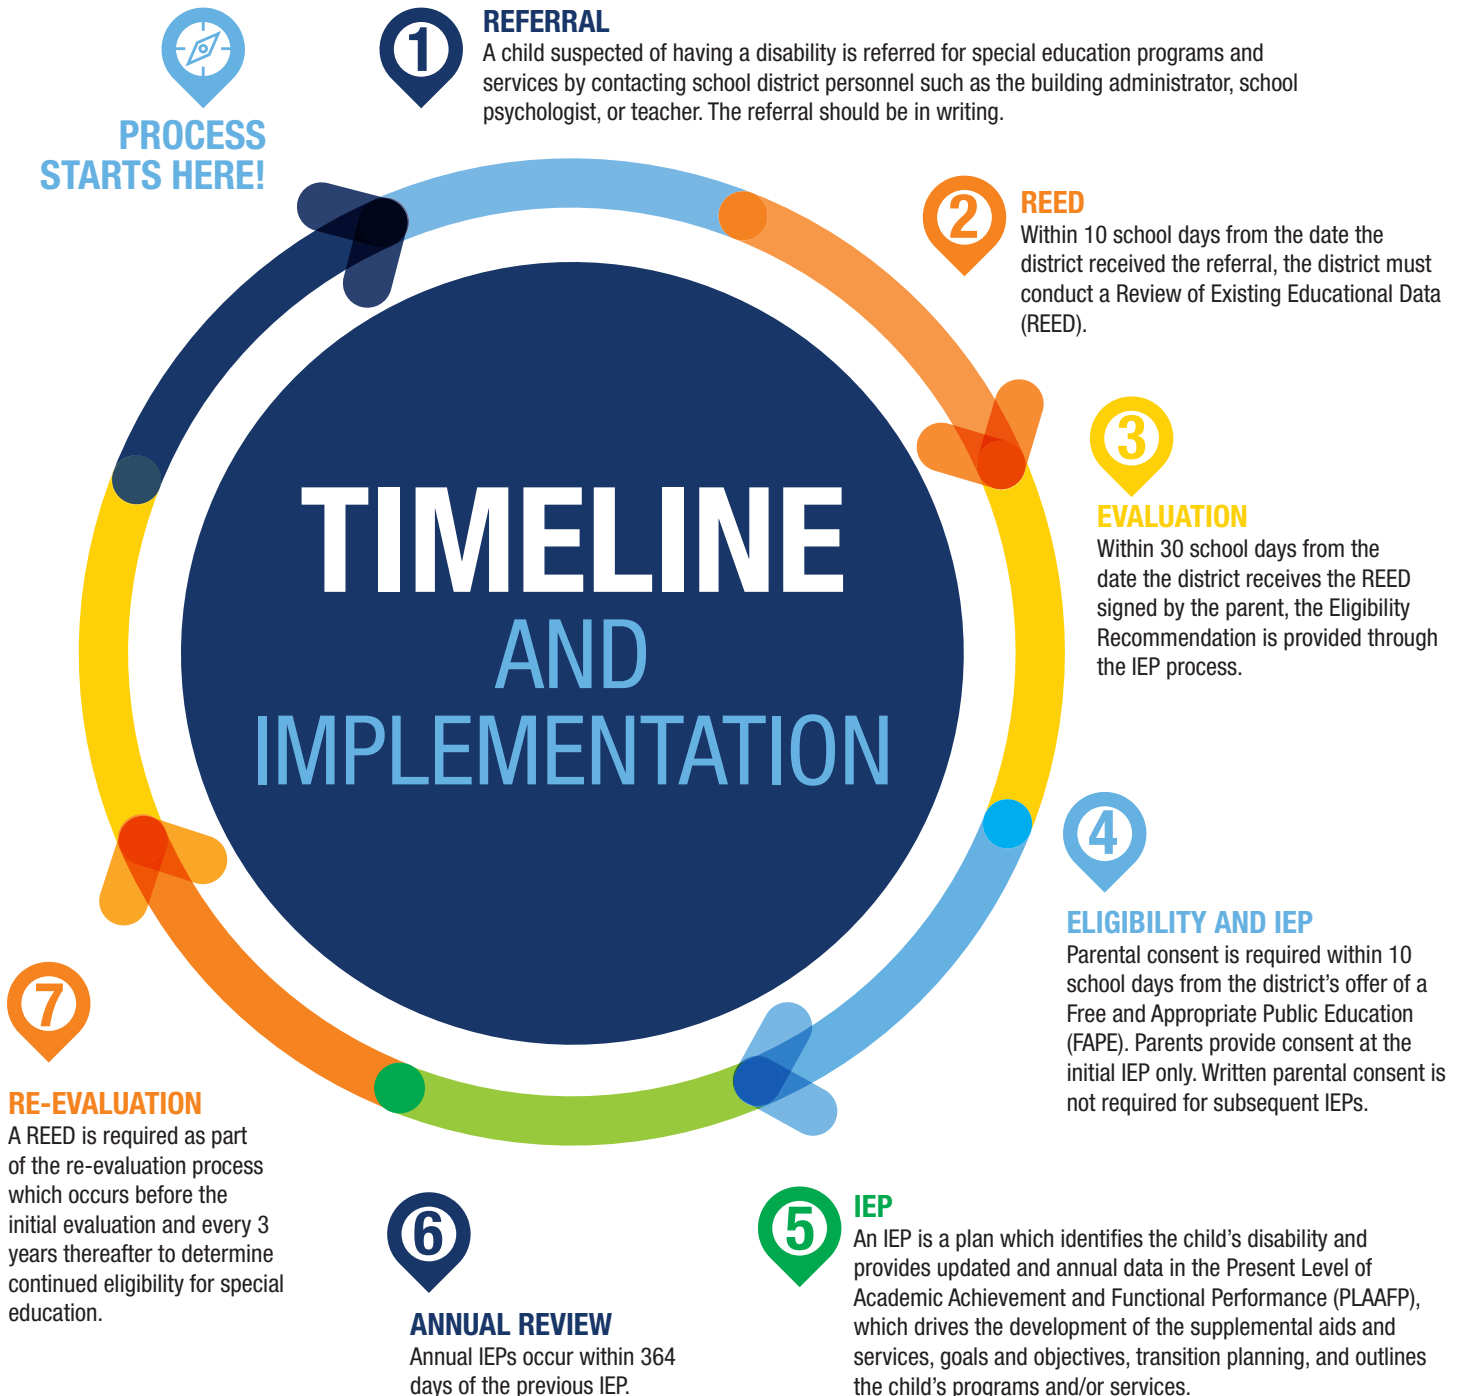 PROCESS
STARTS HERE!
1
REFERRAL
A child suspected of having a disability is referred for special education programs and
services by contacting school district personnel such as the building administrator, school
psychologist, or teacher. The referral should be in writing.
2
REED
Within 10 school days from the date the
district received the referral, the district must
conduct a Review of Existing Educational Data
(REED).
3
EVALUATION
Within 30 school days from the
date the district receives the REED
signed by the parent, the Eligibility
Recommendation is provided through
the IEP process.
TIMELINE
AND
IMPLEMENTATION
4
ELIGIBILITY AND IEP
Parental consent is required within 10
school days from the district’s offer of a
Free and Appropriate Public Education
(FAPE). Parents provide consent at the
initial IEP only. Written parental consent is
not required for subsequent IEPs.
5
IEP
An IEP is a plan which identifies the child’s disability and
provides updated and annual data in the Present Level of
Academic Achievement and Functional Performance (PLAAFP),
which drives the development of the supplemental aids and
services, goals and objectives, transition planning, and outlines
the child’s programs and/or services.
6
ANNUAL REVIEW
Annual IEPs occur within 364
days of the previous IEP.
7
RE-EVALUATION
A REED is required as part
of the re-evaluation process
which occurs before the
initial evaluation and every 3
years thereafter to determine
continued eligibility for special
education.